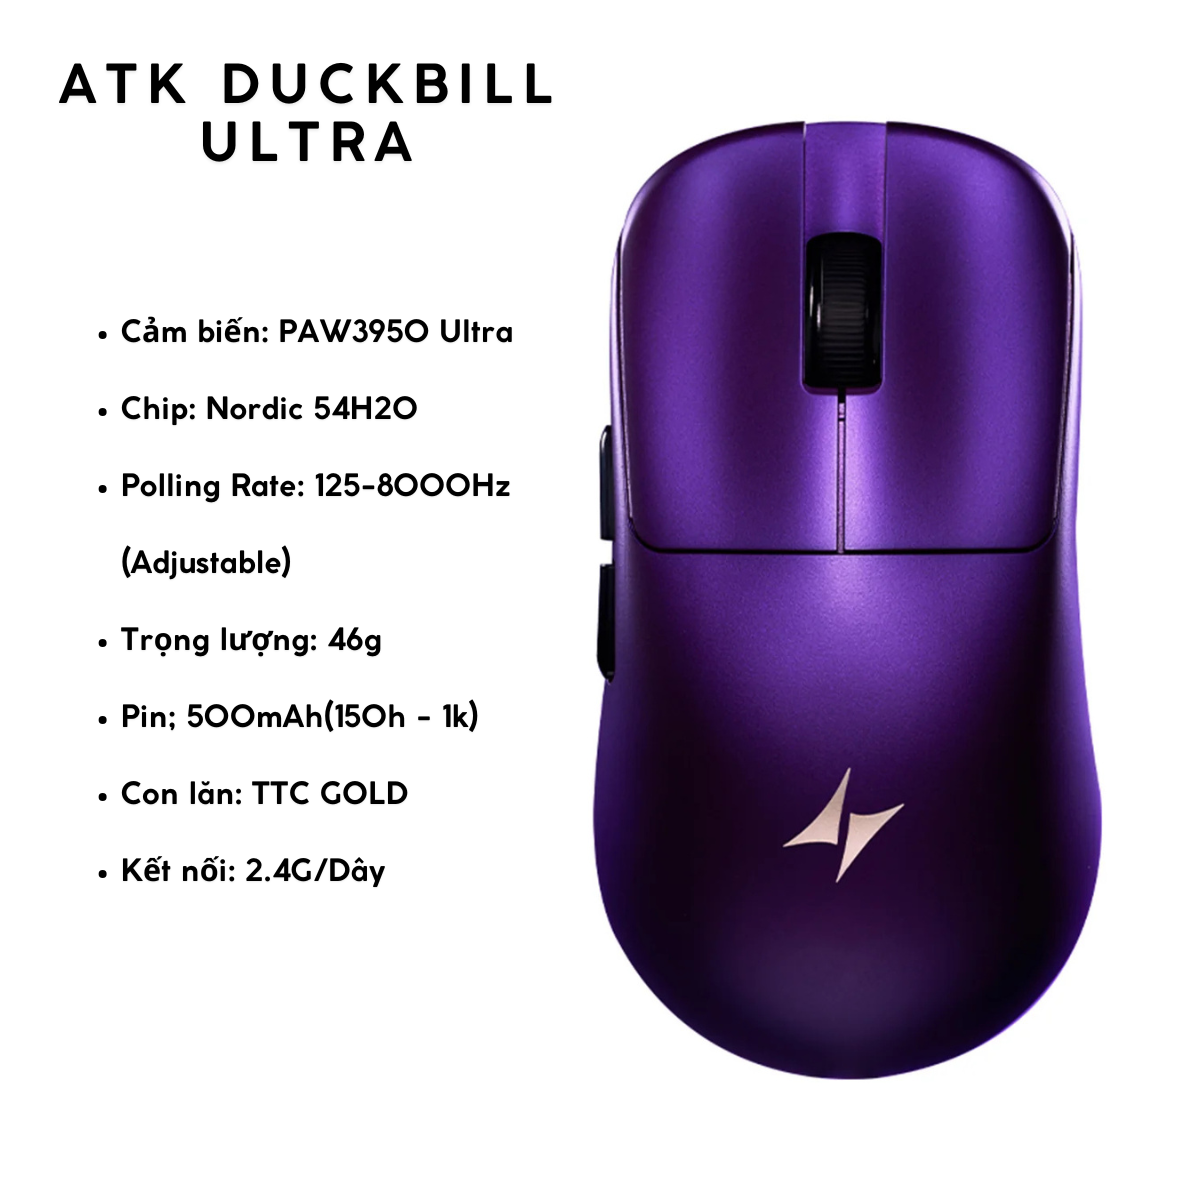 ATK DUCKBILL
ULTRA
• Cảm biến: PAW3950 Ultra
• Chip: Nordic 54H20
• Polling Rate: 125-8000Hz
(Adjustable)
• Trọng lượng: 46g
• Pin; 500mAh(150h - 1k)
• Con lăn: TTC GOLD
• Kết nối: 2.4G/Dây